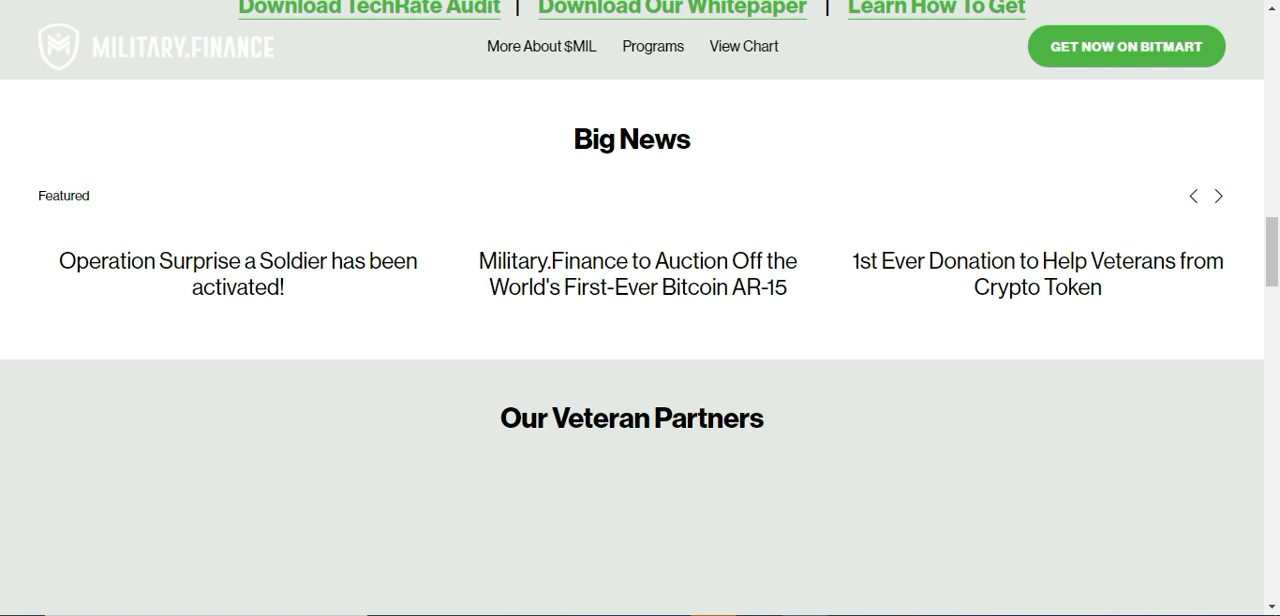 Download TechRate Audit | Download Our Whitepaper | Learn How To Get
MILITARY.FINANCE
More About $MIL Programs View Chart
GET NOW ON BITMART
Big News
Featured
Operation Surprise a Soldier has been
activated!
Military.Finance to Auction Off the
World's First-Ever Bitcoin AR-15
1st Ever Donation to Help Veterans from
Crypto Token
Our Veteran Partners